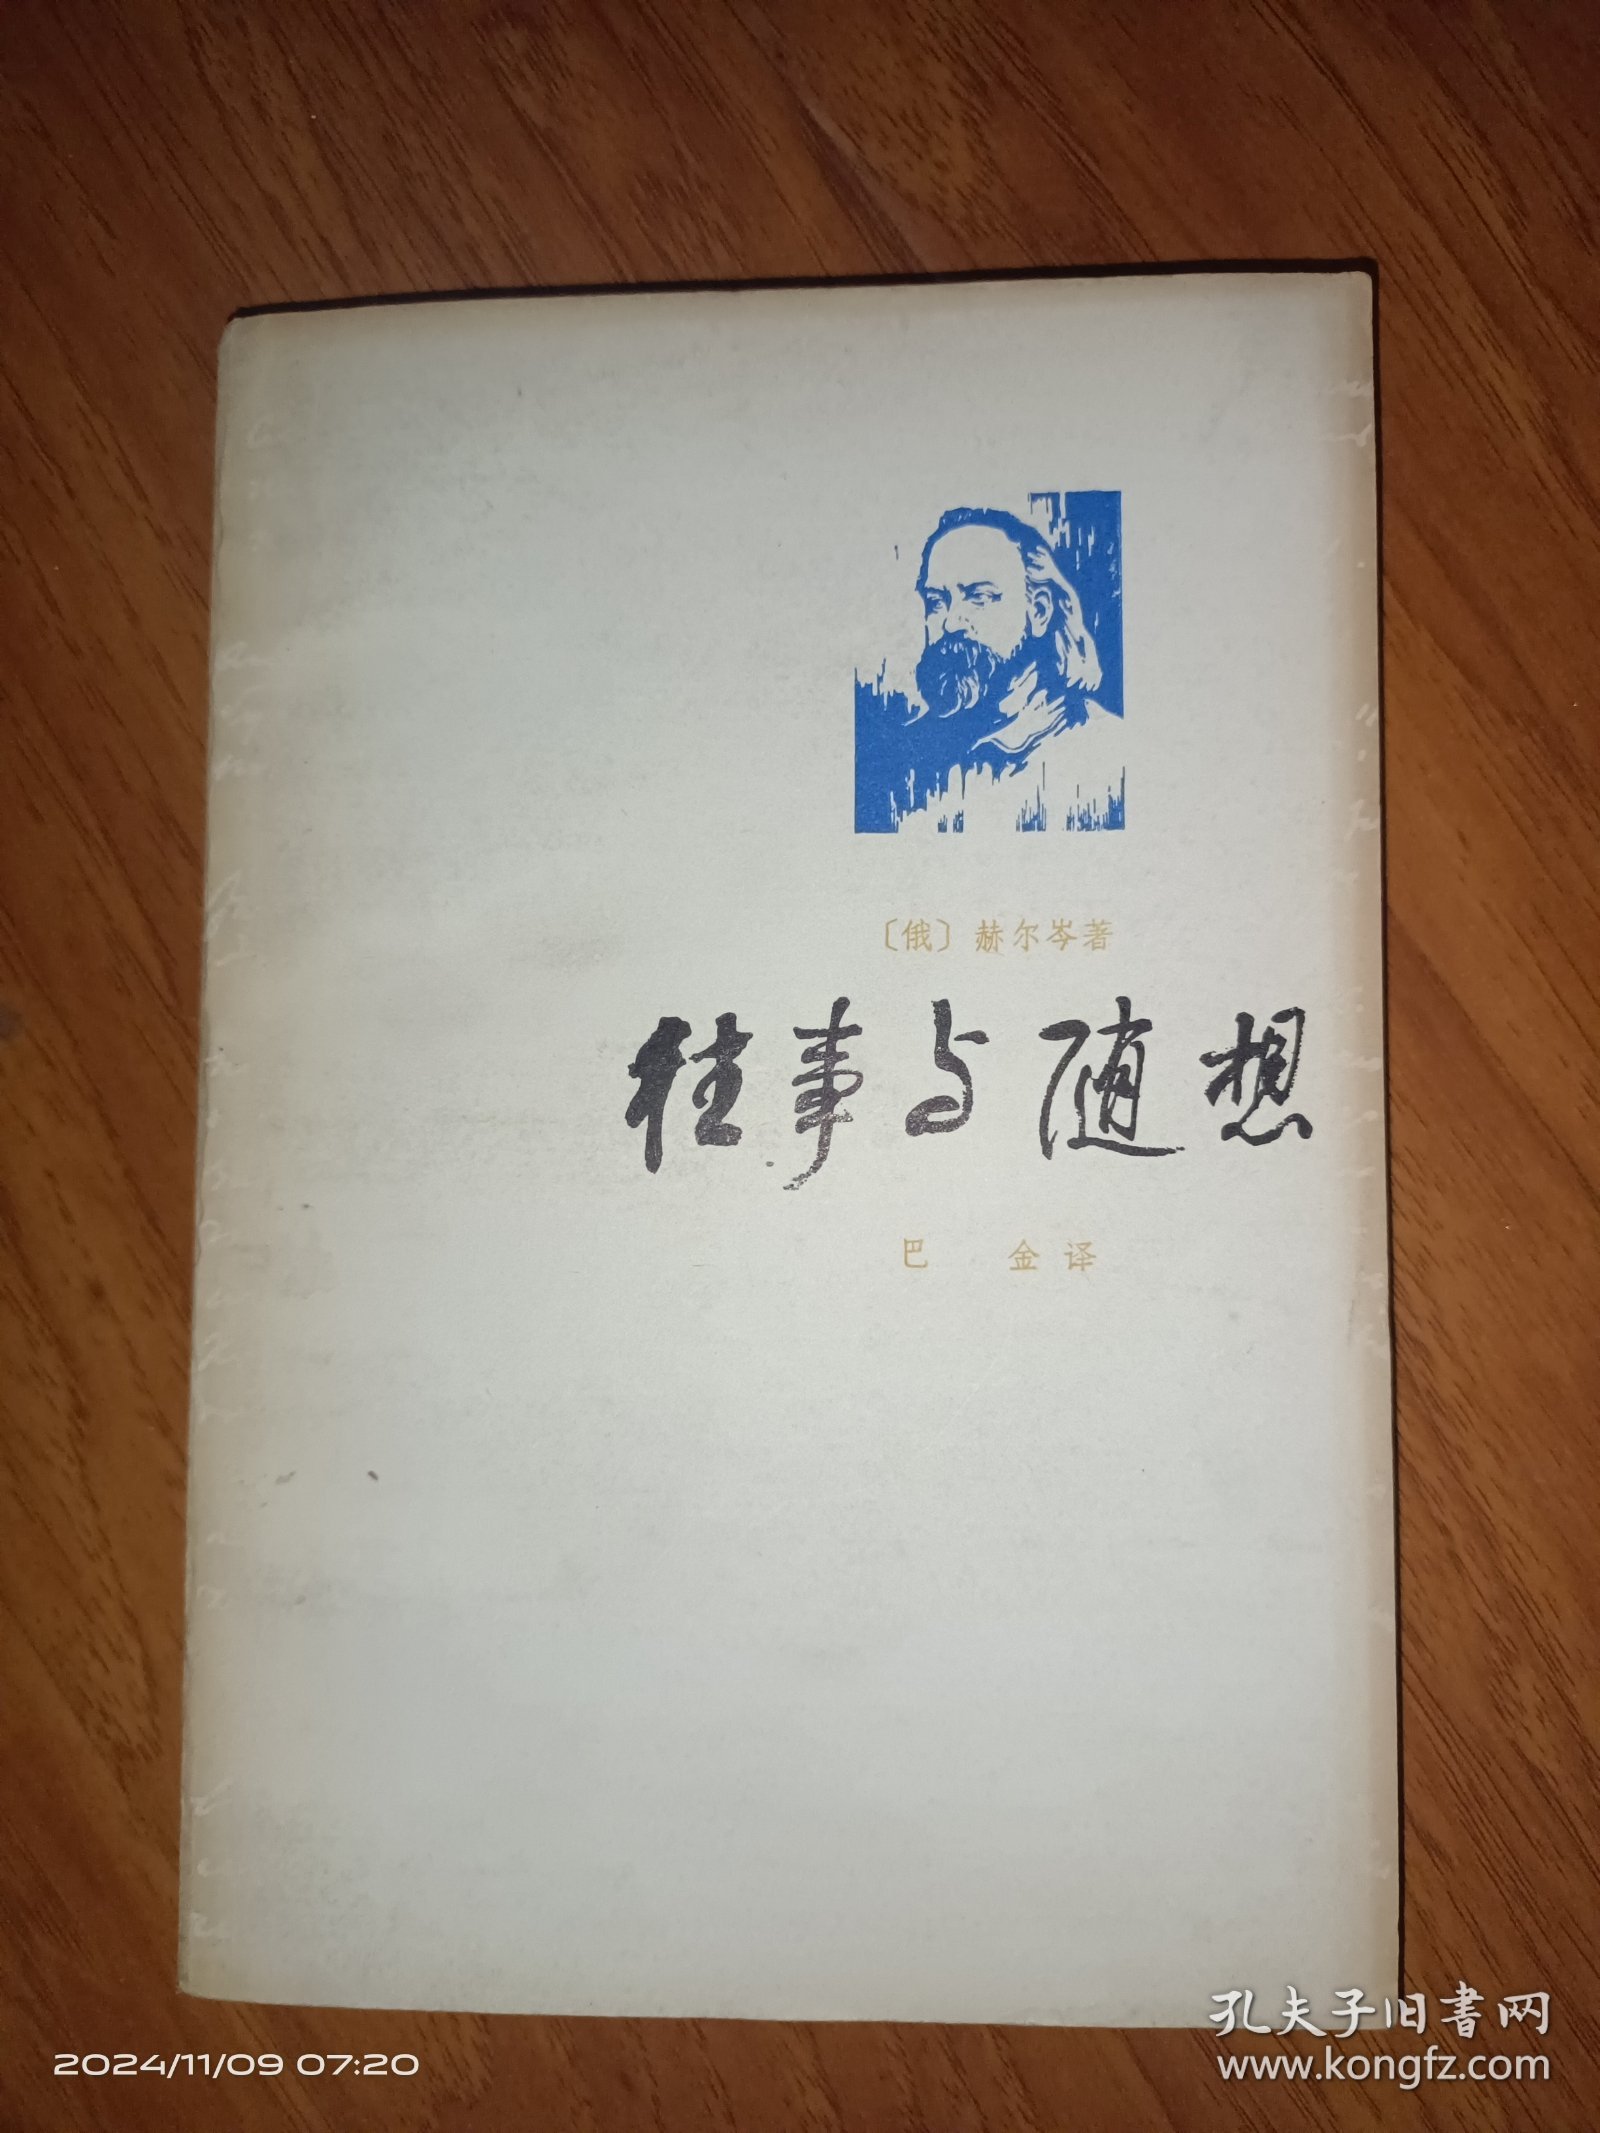 〔俄〕赫尔岑著
往事与随想
巴 金译
孔夫子旧书网
2024/11/09 07:20
www.kongfz.com